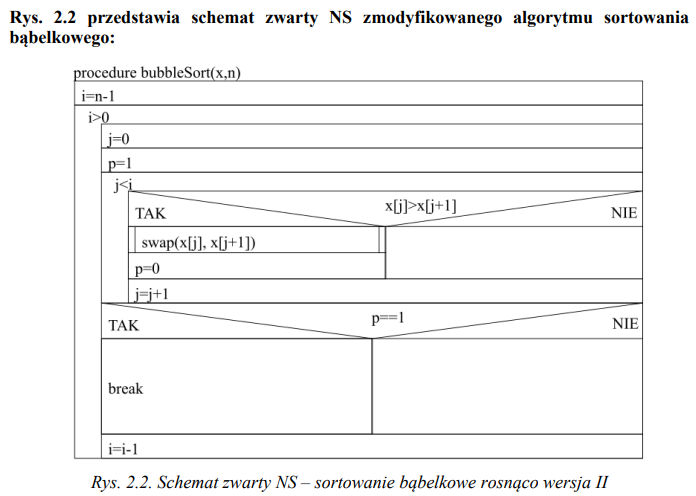 Rys. 2.2 przedstawia schemat zwarty NS zmodyfikowanego algorytmu sortowania
bąbelkowego:
procedure bubbleSort(x,n)
i=n-1
i>0
j=0
p=1
j<i
TAK x[j]>x[j+1] NIE
swap(x[j], x[j+1])
p=0
j=j+1
TAK p==1 NIE
break
i=i-1
Rys. 2.2. Schemat zwarty NS – sortowanie bąbelkowe rosnąco wersja II